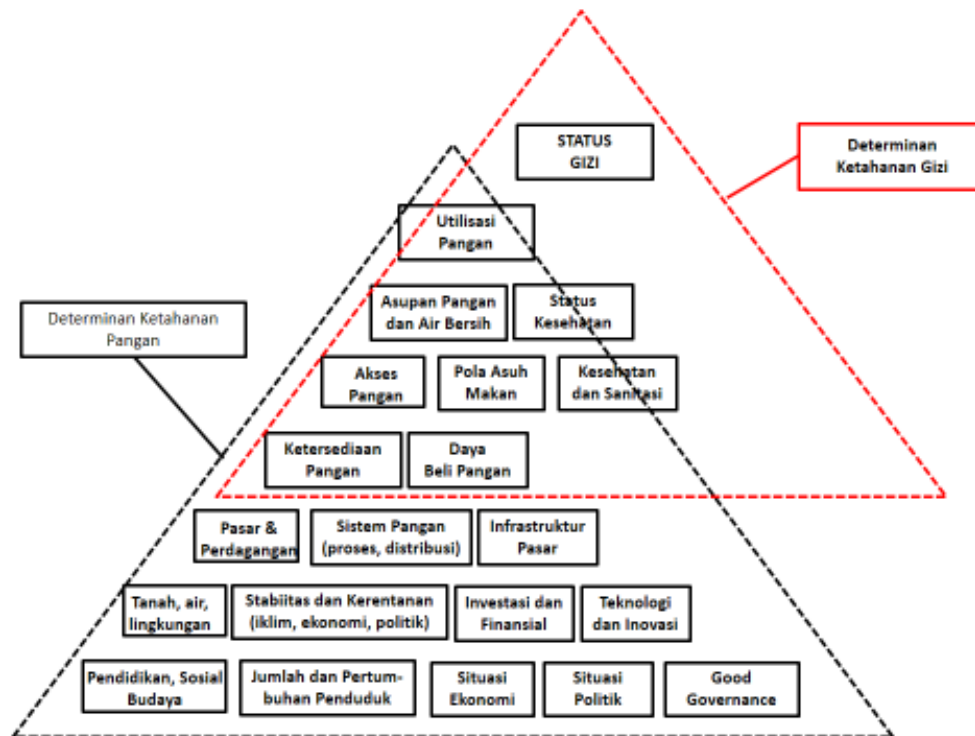 STATUS
GIZI
Determinan
Ketahanan Gizi
Utilisasi
Pangan
Determinan Ketahanan
Pangan
Asupan Pangan
dan Air Bersih
Status
Kesehatan
Akses
Pangan
Pola Asuh
Makan
Kesehatan
dan Sanitasi
Ketersediaan
Pangan
Daya
Beli Pangan
Pasar &
Perdagangan
Sistem Pangan
(proses, distribusi)
Infrastruktur
Pasar
Tanah, air,
lingkungan
Stabiitas dan Kerentanan
(iklim, ekonomi, politik)
Investasi dan
Finansial
Teknologi
dan Inovasi
Pendidikan, Sosial
Budaya
Jumlah dan Pertum-
buhan Penduduk
Situasi
Ekonomi
Situasi
Politik
Good
Governance